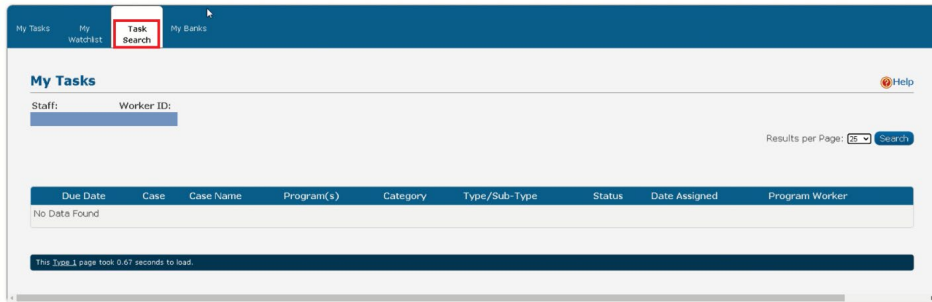 My Tasks My Watchlist Task Search My Banks
My Tasks
Help
Staff: Worker ID:
Results per Page: 25 Search
Due Date Case Case Name Program(s) Category Type/Sub-Type Status Date Assigned Program Worker
No Data Found
This Type 1 page took 0.67 seconds to load.